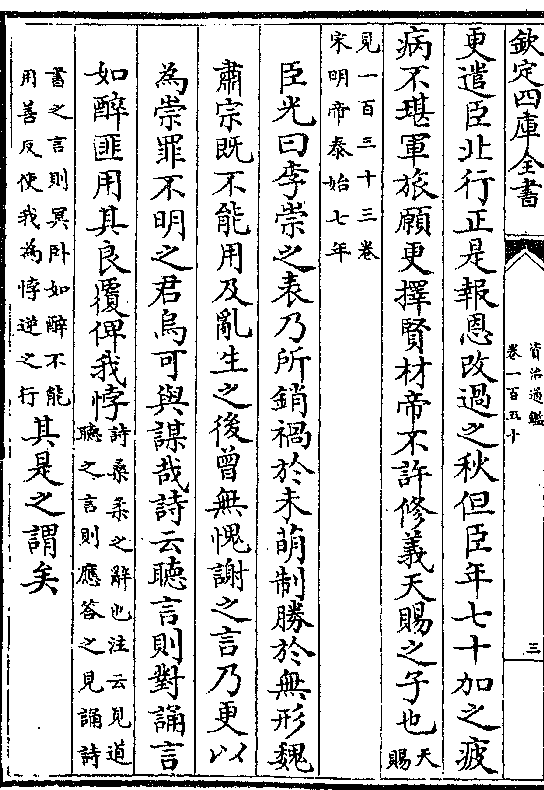 欽定四庫全書
資治通鑑
卷一百五十
三
更遣臣北行正是報恩改過之秋但臣年七十加之疲
病不堪軍旅願更擇賢材帝不許修義天賜之子也
天賜
見一百三十三卷
宋明帝泰始七年
臣光曰李崇之表乃所銷禍於未萌制勝於無形魏
肅宗既不能用及亂生之後曾無愧謝之言乃更以
為崇罪不明之君烏可與謀哉詩云聽言則對誦言
如醉匪用其良覆俾我悖
詩桑柔之辭也注云見道
聽之言則應答之見誦詩
書之言則冥卧如醉不能
用善反使我為悖逆之行
其是之謂矣